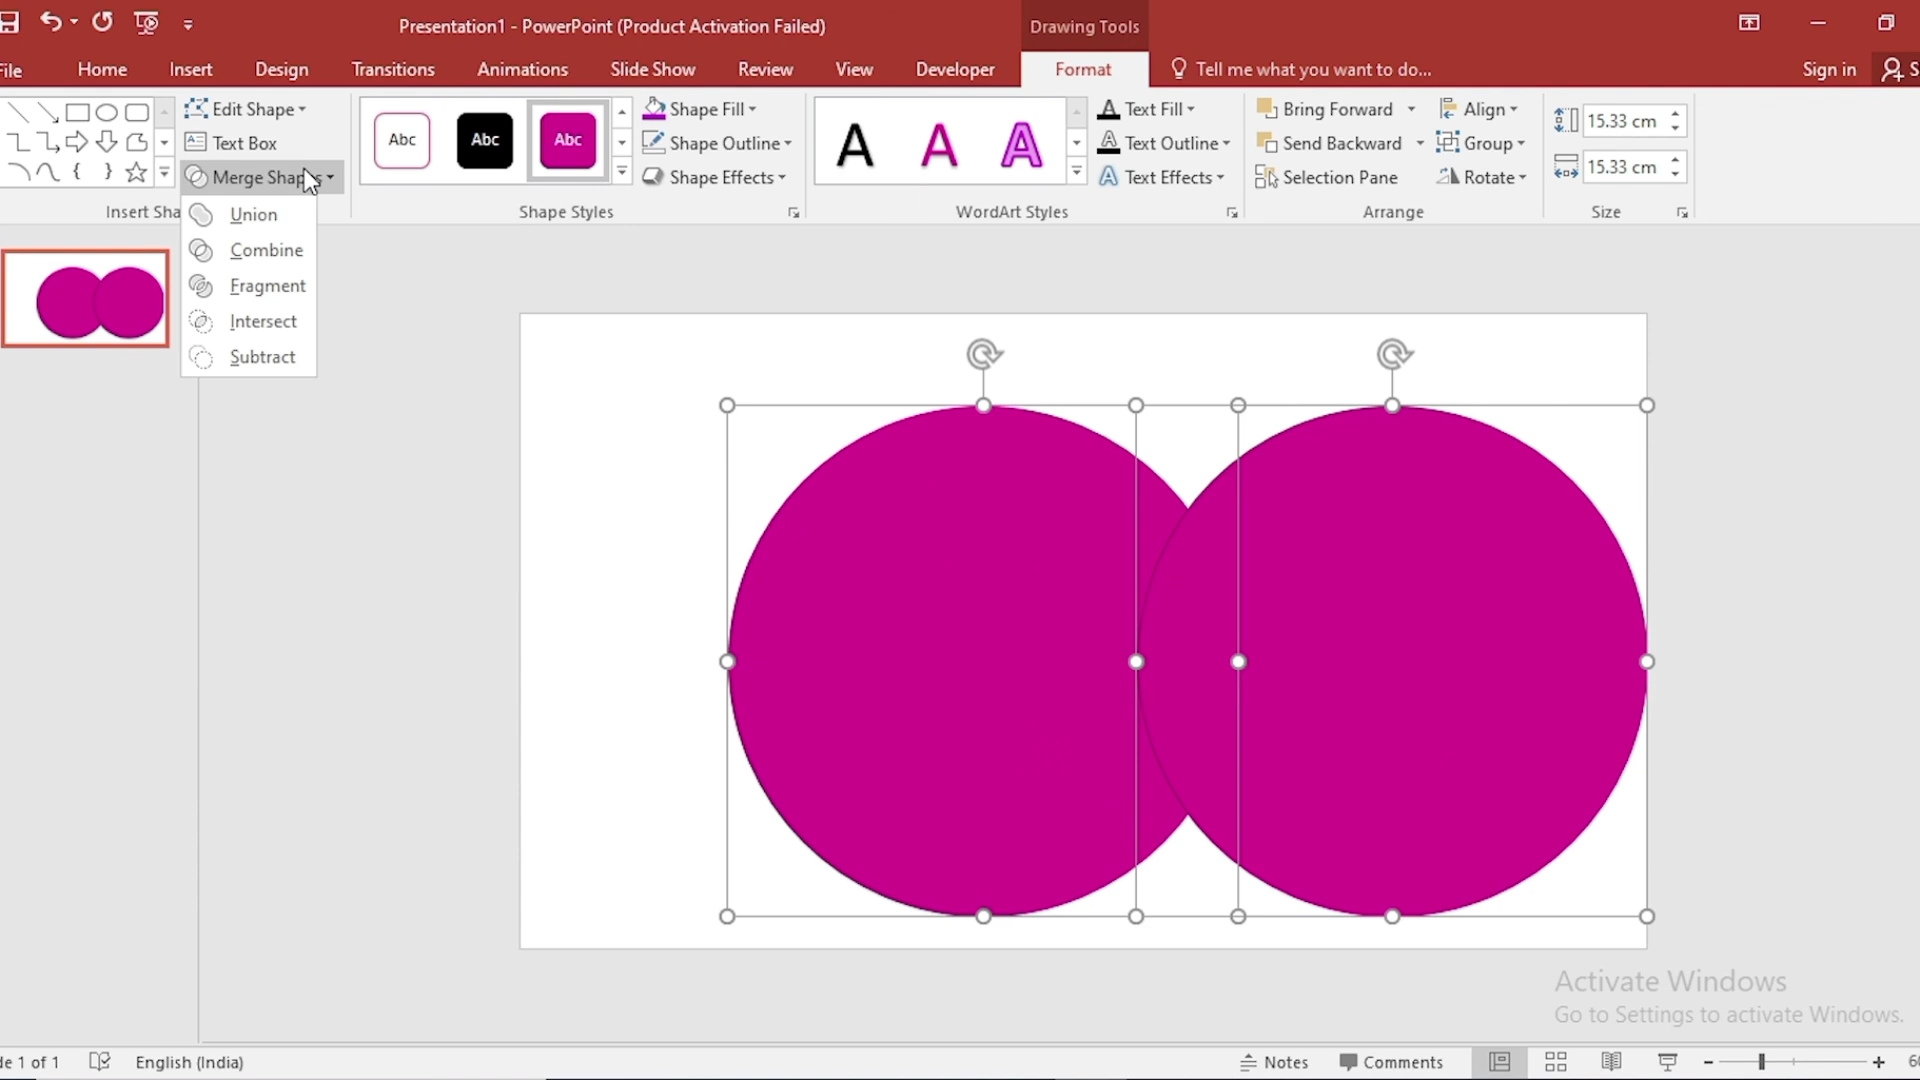 Presentation1 - PowerPoint (Product Activation Failed)
Drawing Tools
Home Insert Design Transitions Animations Slide Show Review View Developer Format Tell me what you want to do... Sign in
Edit Shape
Text Box
Merge
Union
Combine
Fragment
Intersect
Subtract
Insert
Abc Abc Abc
Shape Fill
Shape Outline
Shape Effects
Shape Styles
A A A
Text Fill
Text Outline
Text Effects
WordArt Styles
Bring Forward
Send Backward
Selection Pane
Align
Group
Rotate
Arrange
15.33 cm
15.33 cm
Size
Activate Windows
Go to Settings to activate Windows.
1 of 1 English (India) Notes Comments